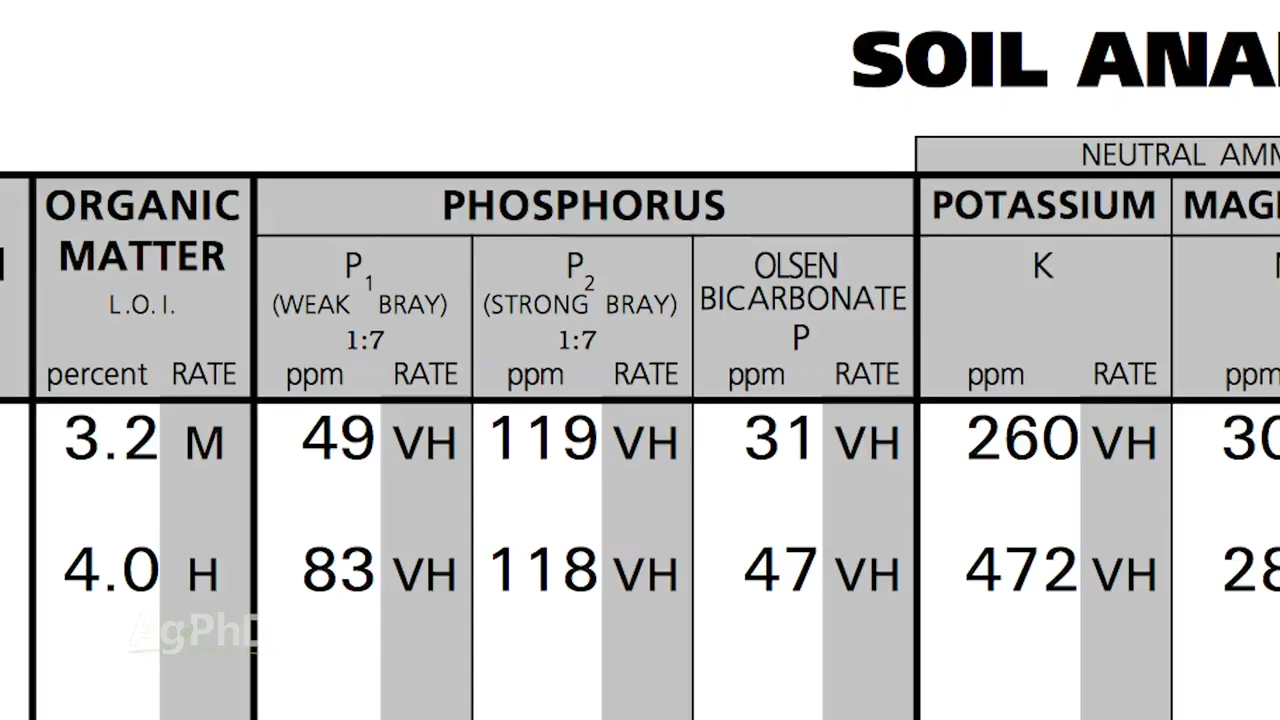 SOIL ANA
NEUTRAL AMM
ORGANIC MATTER
L.O.I.
percent RATE
PHOSPHORUS
P1
(WEAK BRAY)
1:7
ppm RATE
P2
(STRONG BRAY)
1:7
ppm RATE
OLSEN
BICARBONATE
P
ppm RATE
POTASSIUM
K
ppm RATE
MAG
ppm
3.2 M 49 VH 119 VH 31 VH 260 VH 30
4.0 H 83 VH 118 VH 47 VH 472 VH 28
AgPhD